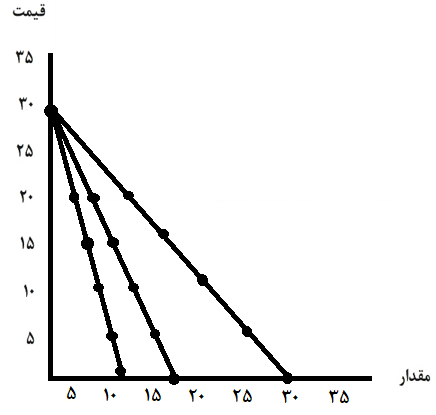 قیمت
۳۵
۳۰
۲۵
۲۰
۱۵
۱۰
۵
۵ ۱۰ ۱۵ ۲۰ ۲۵ ۳۰ ۳۵
مقدار